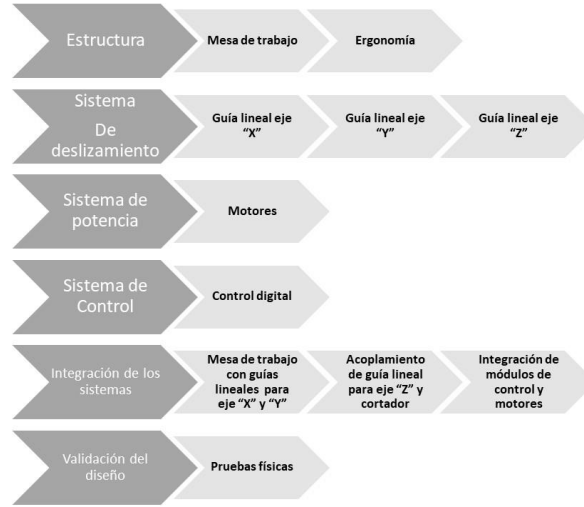 Estructura
Mesa de trabajo
Ergonomía
Sistema
De
deslizamiento
Guía lineal eje
“X”
Guía lineal eje
“Y”
Guía lineal eje
“Z”
Sistema de
potencia
Motores
Sistema de
Control
Control digital
Integración de los
sistemas
Mesa de trabajo
con guías
lineales para
eje “X” y “Y”
Acoplamiento
de guía lineal
para eje “Z” y
cortador
Integración de
módulos de
control y
motores
Validación del
diseño
Pruebas físicas